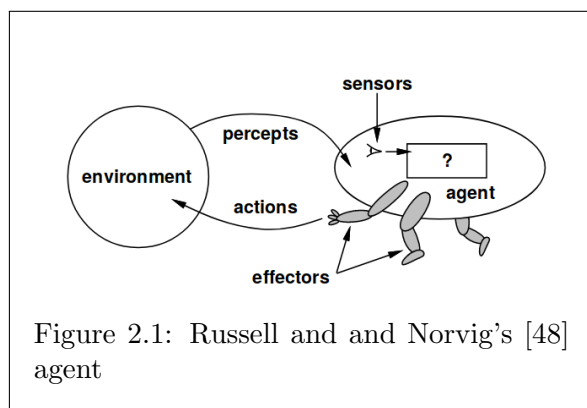 sensors
percepts
?
environment
agent
actions
effectors
Figure 2.1: Russell and and Norvig's [48]
agent